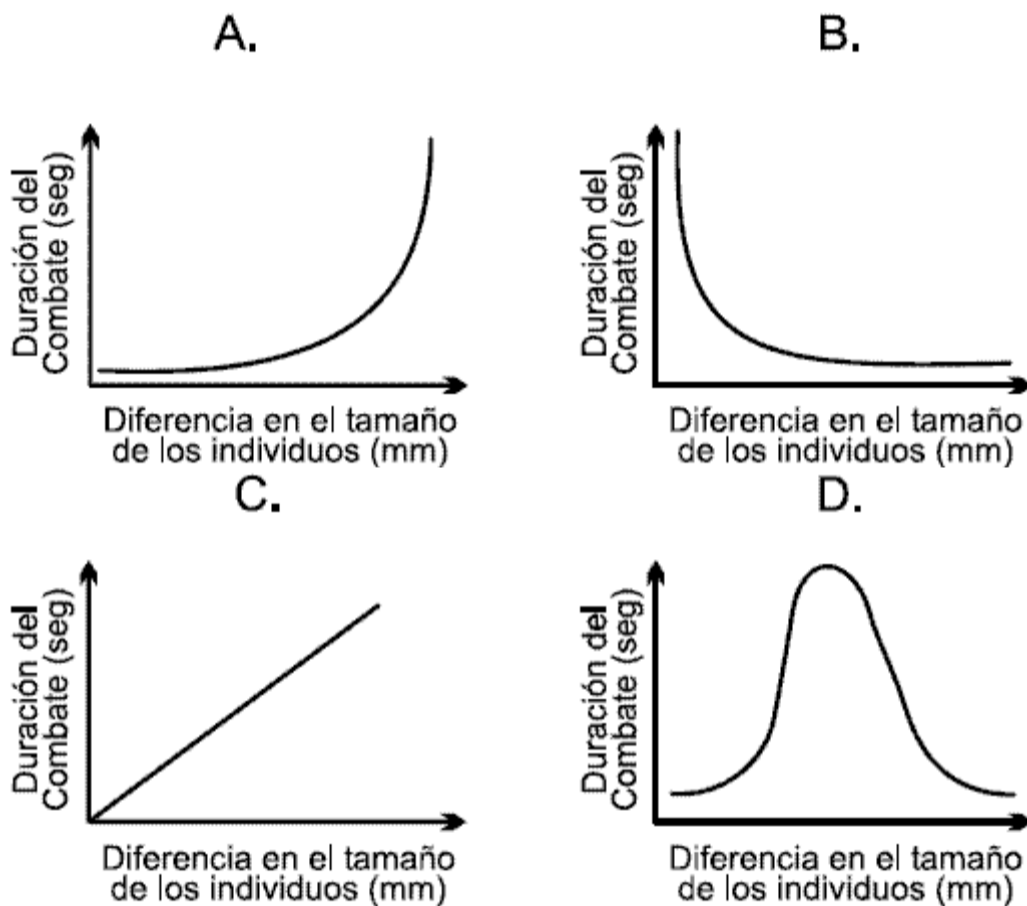 A.
B.
Duración del
Combate (seg)
Diferencia en el tamaño
de los individuos (mm)
Duración del
Combate (seg)
Diferencia en el tamaño
de los individuos (mm)
C.
D.
Duración del
Combate (seg)
Diferencia en el tamaño
de los individuos (mm)
Duración del
Combate (seg)
Diferencia en el tamaño
de los individuos (mm)